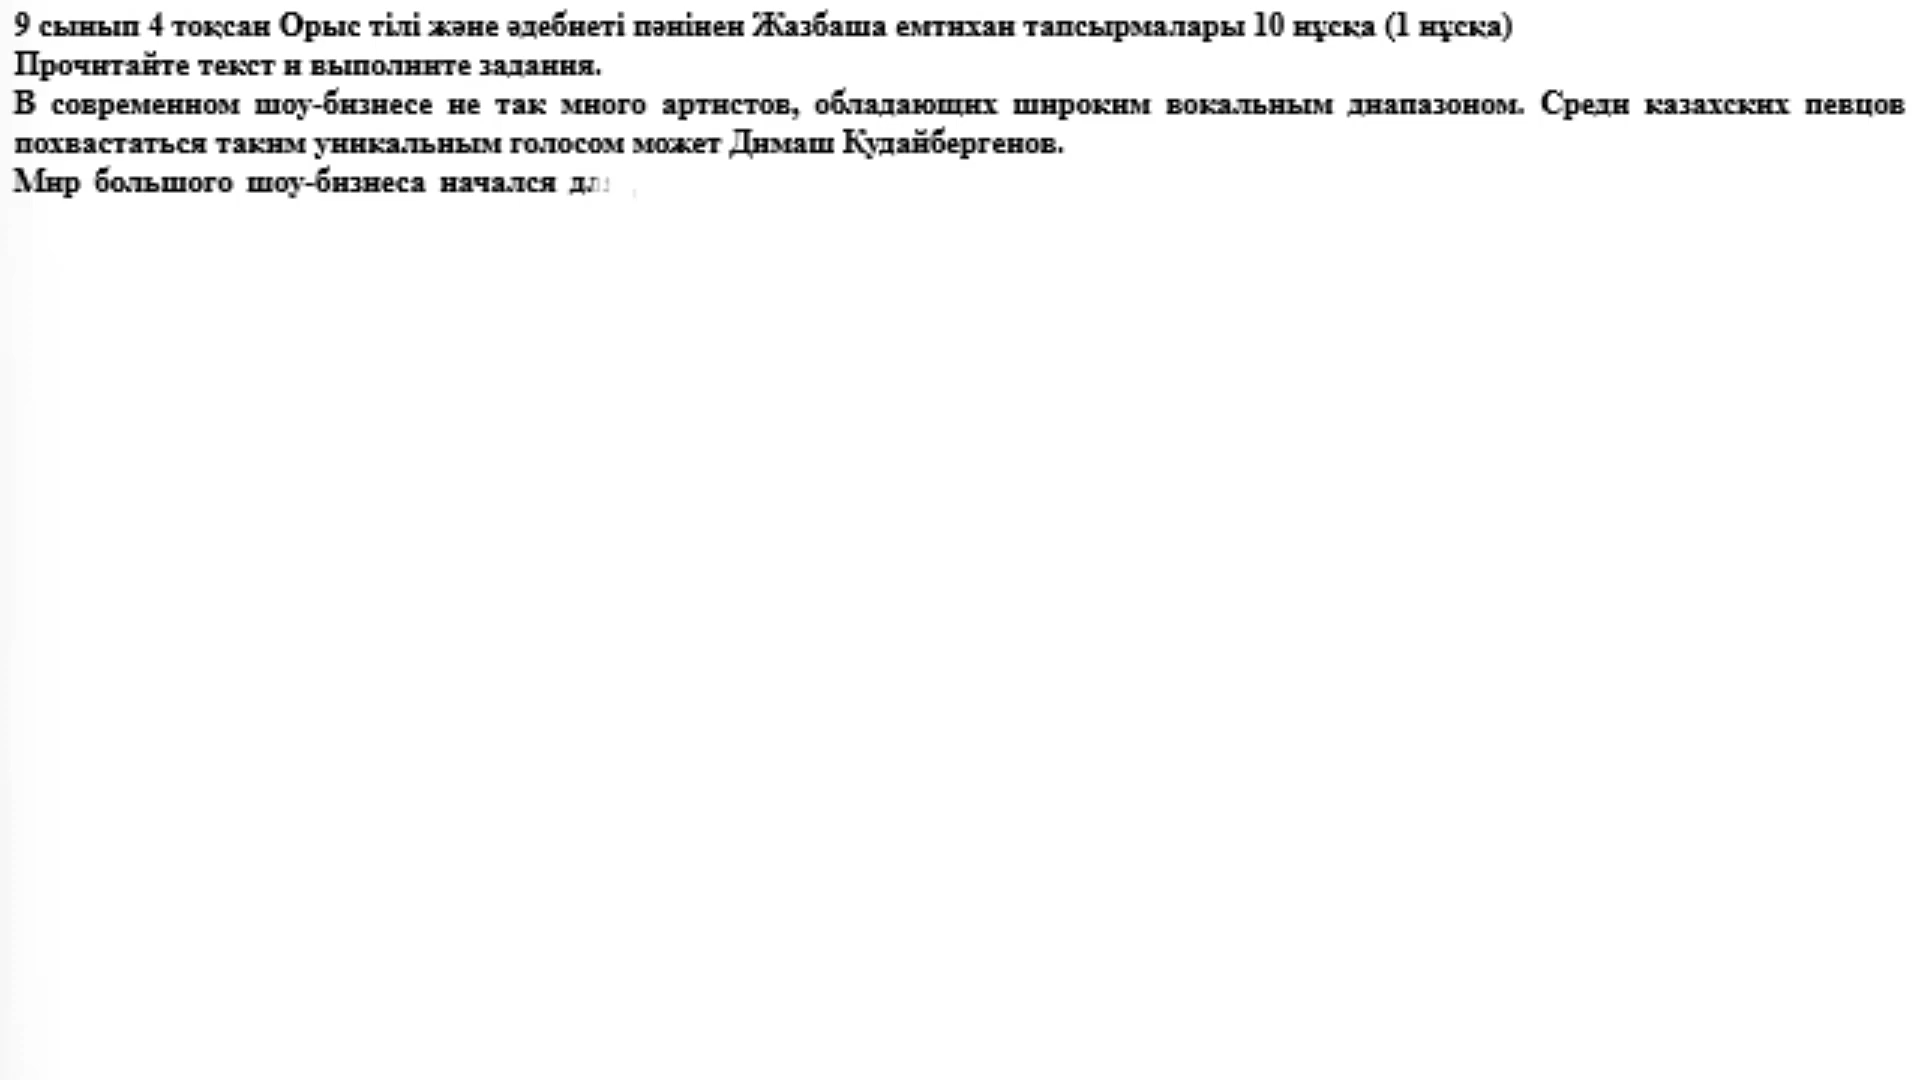 9 сынып 4 тоқсан Орыс тілі және әдебиеті пәнінен Жазбаша емтихан тапсырмалары 10 нұсқа (1 нұсқа)
Прочитайте текст и выполните задания.
В современном шоу-бизнесе не так много артистов, обладающих широким вокальным диапазоном. Среди казахских певцов
похвастаться таким уникальным голосом может Димаш Кудайбергенов.
Мир большого шоу-бизнеса начался